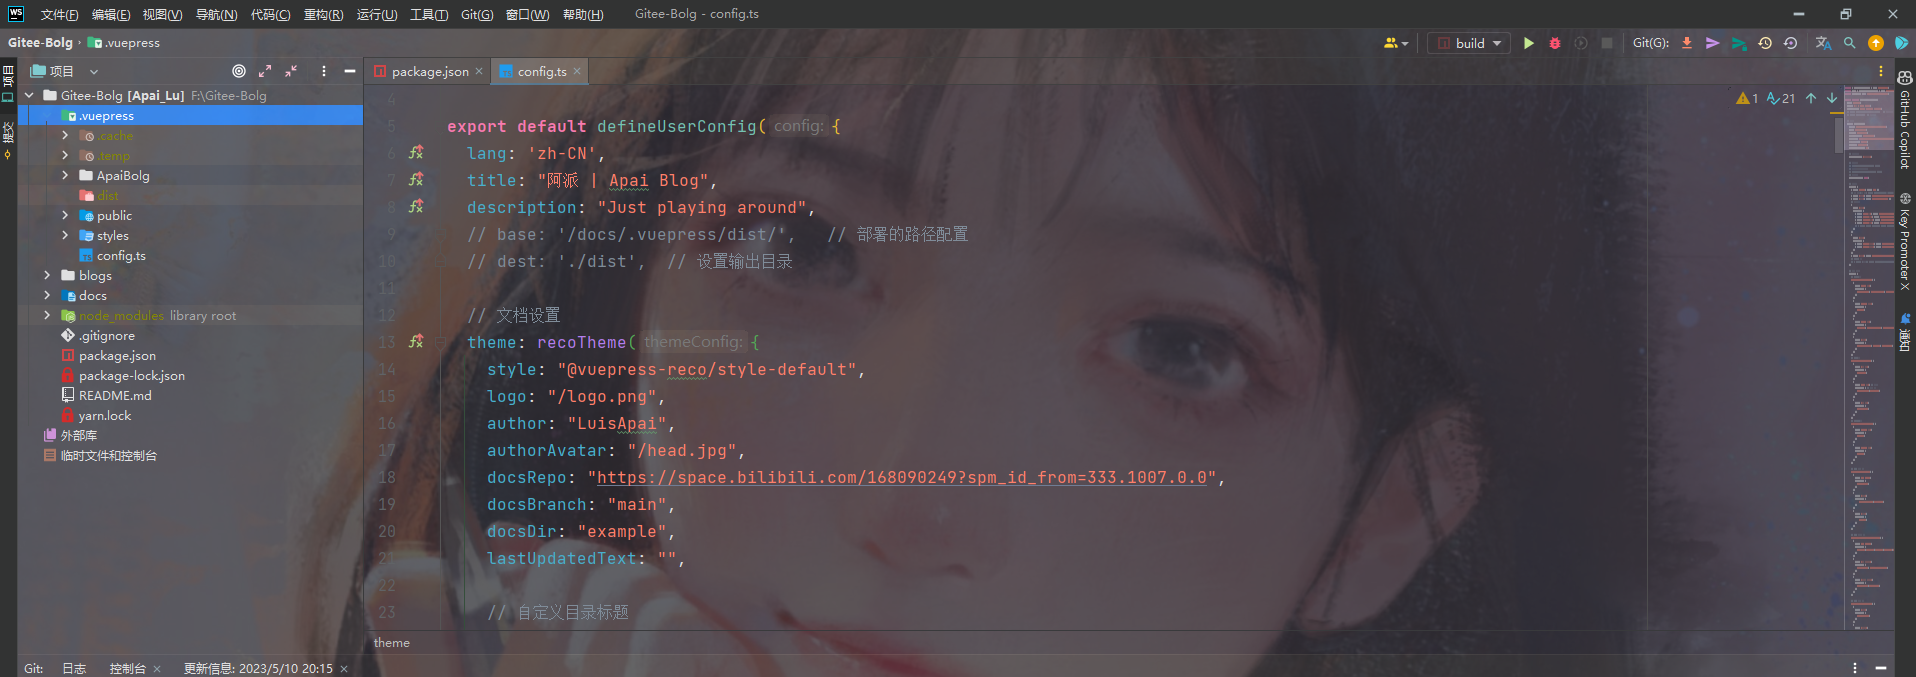 WS 文件(F) 编辑(E) 视图(V) 导航(N) 代码(C) 重构(R) 运行(U) 工具(T) Git(G) 窗口(W) 帮助(H) Gitee-Bolg - config.ts
Gitee-Bolg .vuepress build Git(G):
项目 package.json config.ts
项目
提交
Gitee-Bolg [Apai_Lu] F:\Gitee-Bolg
.vuepress
.cache
.temp
ApaiBolg
dist
public
styles
config.ts
blogs
docs
node_modules library root
.gitignore
package.json
package-lock.json
README.md
yarn.lock
外部库
临时文件和控制台
1 21
4
5 export default defineUserConfig( config: {
6 lang: 'zh-CN',
7 title: "阿派 | Apai Blog",
8 description: "Just playing around",
9 // base: '/docs/.vuepress/dist/', // 部署的路径配置
10 // dest: './dist', // 设置输出目录
11
12 // 文档设置
13 theme: recoTheme( themeConfig: {
14 style: "@vuepress-reco/style-default",
15 logo: "/logo.png",
16 author: "LuisApai",
17 authorAvatar: "/head.jpg",
18 docsRepo: "https://space.bilibili.com/168090249?spm_id_from=333.1007.0.0",
19 docsBranch: "main",
20 docsDir: "example",
21 lastUpdatedText: "",
22
23 // 自定义目录标题
theme
GitHub Copilot
Key Promoter X
通知
Git: 日志 控制台 更新信息: 2023/5/10 20:15